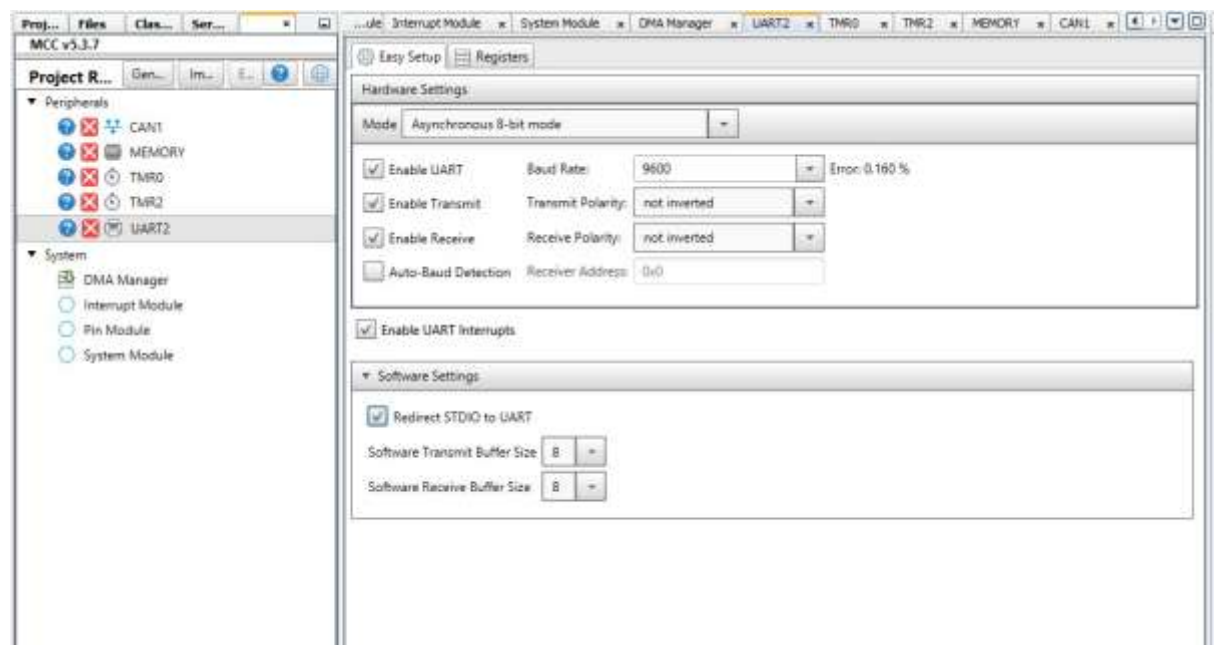 Proj... Files Clas... Ser...
MCC v5.3.7
Project R... Gen... Im... E...
Peripherals
CAN1
MEMORY
TMR0
TMR2
UART2
System
DMA Manager
Interrupt Module
Pin Module
System Module
...ule Interrupt Module System Module DMA Manager UART2 TMR0 TMR2 MEMORY CAN1
Easy Setup Registers
Hardware Settings
Mode Asynchronous 8-bit mode
Enable UART Baud Rate: 9600 Error: 0.160 %
Enable Transmit Transmit Polarity: not inverted
Enable Receive Receive Polarity: not inverted
Auto-Baud Detection Receiver Address: 0x0
Enable UART Interrupts
Software Settings
Redirect STDIO to UART
Software Transmit Buffer Size 8
Software Receive Buffer Size 8